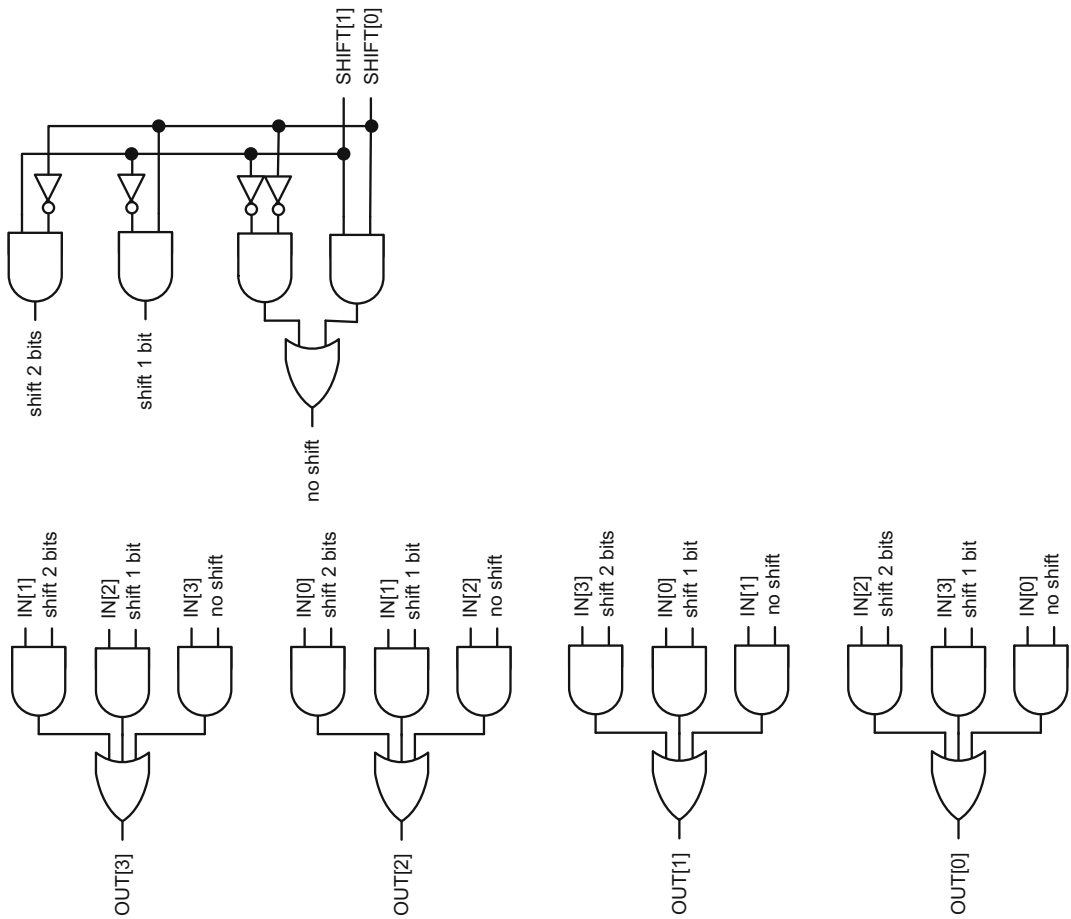 SHIFT[1]
SHIFT[0]
shift 2 bits
shift 1 bit
no shift
IN[1]
shift 2 bits
IN[2]
shift 1 bit
IN[3]
no shift
IN[0]
shift 2 bits
IN[1]
shift 1 bit
IN[2]
no shift
IN[3]
shift 2 bits
IN[0]
shift 1 bit
IN[1]
no shift
IN[2]
shift 2 bits
IN[3]
shift 1 bit
IN[0]
no shift
OUT[3]
OUT[2]
OUT[1]
OUT[0]